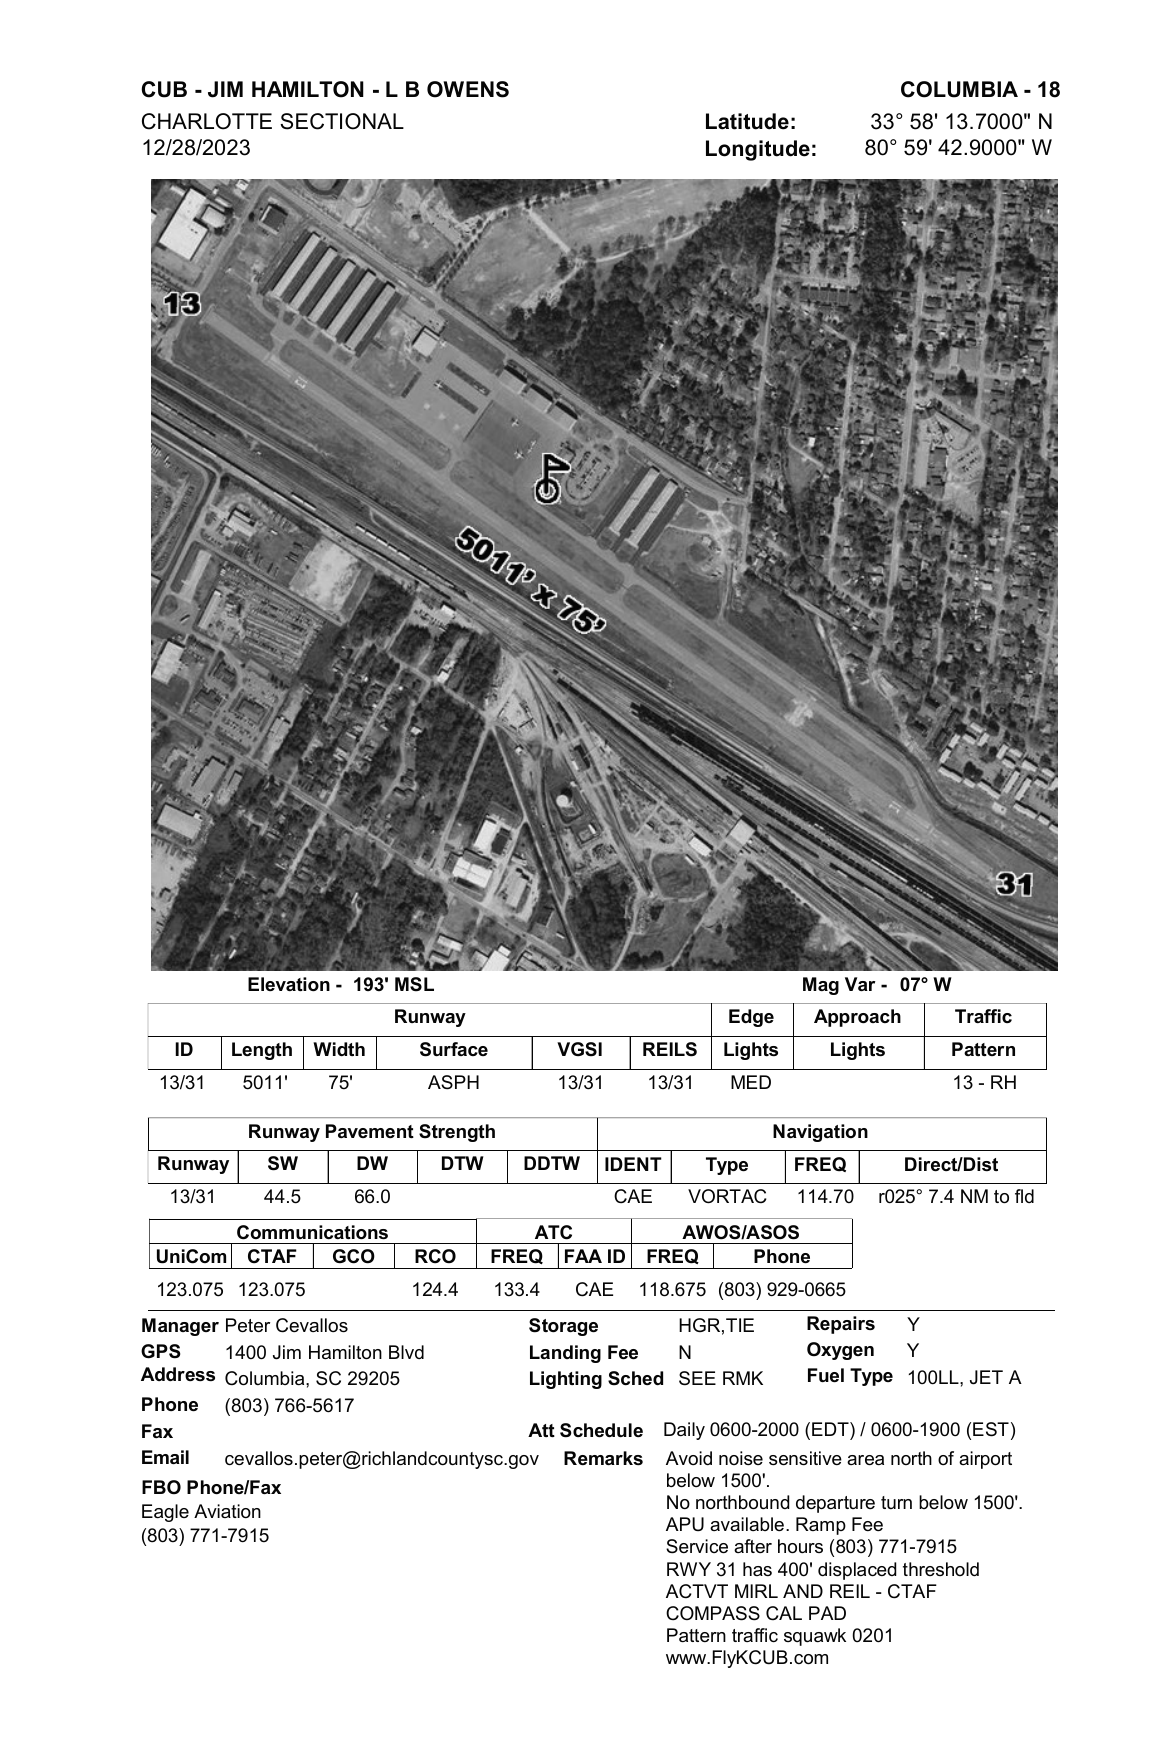 CUB - JIM HAMILTON - L B OWENS COLUMBIA - 18
CHARLOTTE SECTIONAL Latitude: 33° 58' 13.7000" N
12/28/2023 Longitude: 80° 59' 42.9000" W
13
5011' x 75'
31
Elevation - 193' MSL Mag Var - 07° W
Runway Edge Approach Traffic
ID Length Width Surface VGSI REILS Lights Lights Pattern
13/31 5011' 75' ASPH 13/31 13/31 MED 13 - RH
Runway Pavement Strength Navigation
Runway SW DW DTW DDTW IDENT Type FREQ Direct/Dist
13/31 44.5 66.0 CAE VORTAC 114.70 r025° 7.4 NM to fld
Communications ATC AWOS/ASOS
UniCom CTAF GCO RCO FREQ FAA ID FREQ Phone
123.075 123.075 124.4 133.4 CAE 118.675 (803) 929-0665
Manager Peter Cevallos Storage HGR,TIE Repairs Y
GPS 1400 Jim Hamilton Blvd Landing Fee N Oxygen Y
Address Columbia, SC 29205 Lighting Sched SEE RMK Fuel Type 100LL, JET A
Phone (803) 766-5617
Fax Att Schedule Daily 0600-2000 (EDT) / 0600-1900 (EST)
Email cevallos.peter@richlandcountysc.gov Remarks Avoid noise sensitive area north of airport
below 1500'.
FBO Phone/Fax No northbound departure turn below 1500'.
Eagle Aviation APU available. Ramp Fee
(803) 771-7915 Service after hours (803) 771-7915
RWY 31 has 400' displaced threshold
ACTVT MIRL AND REIL - CTAF
COMPASS CAL PAD
Pattern traffic squawk 0201
www.FlyKCUB.com